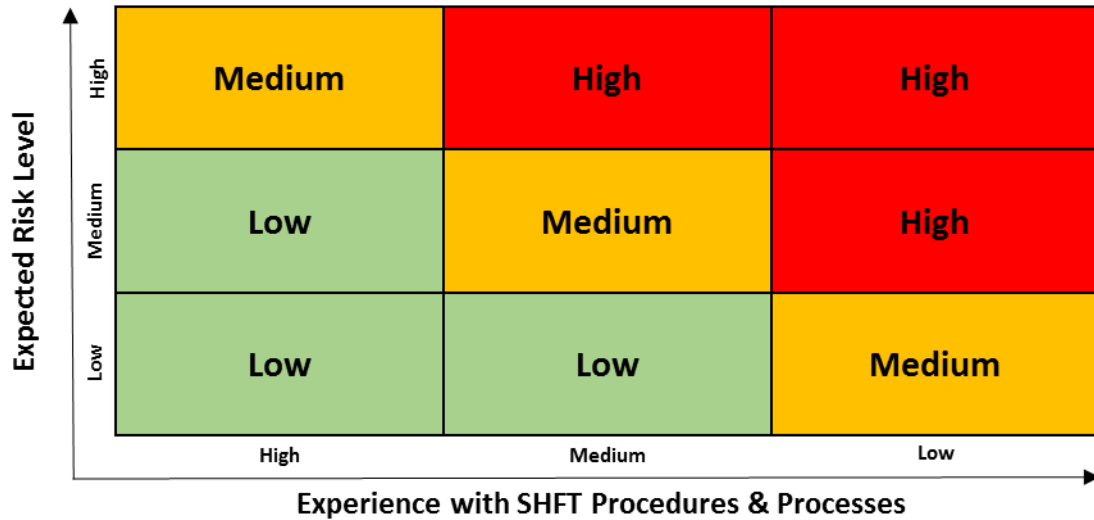 Expected Risk Level
High
Medium
High
High
Medium
Low
Medium
High
Low
Low
Low
Medium
High
Medium
Low
Experience with SHFT Procedures & Processes